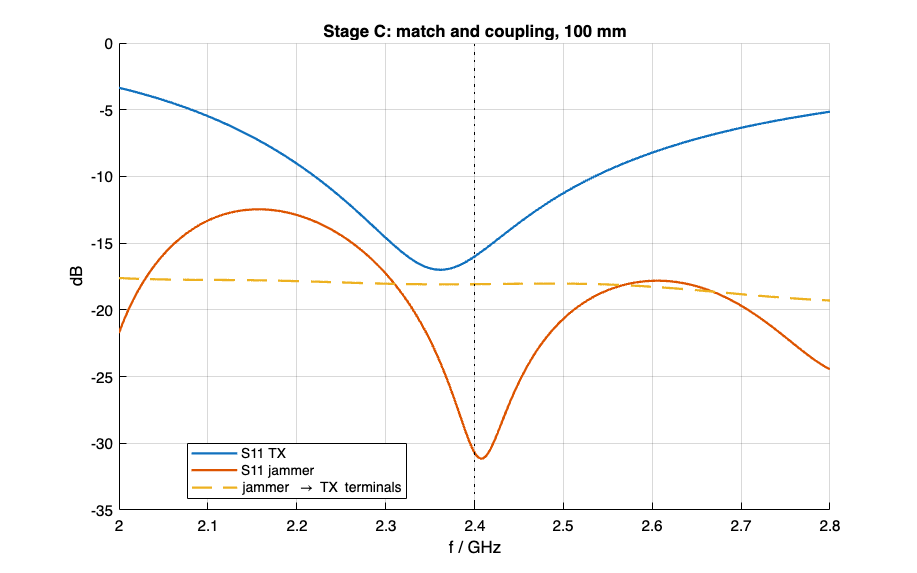 Stage C: match and coupling, 100 mm
dB
0
-5
-10
-15
-20
-25
-30
-35
S11 TX
S11 jammer
jammer → TX terminals
2 2.1 2.2 2.3 2.4 2.5 2.6 2.7 2.8
f / GHz